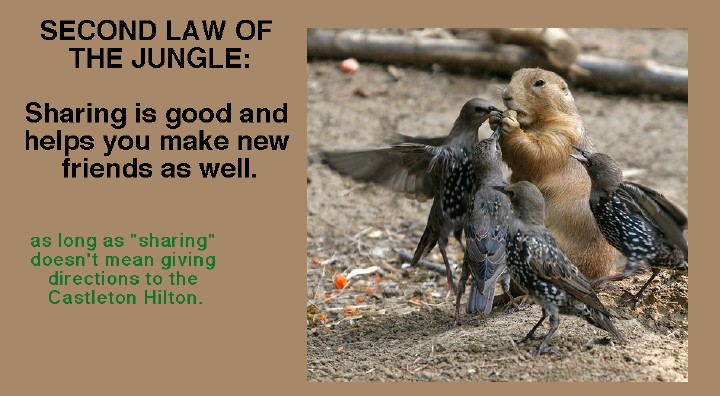 SECOND LAW OF
THE JUNGLE:
Sharing is good and
helps you make new
friends as well.
as long as "sharing"
doesn't mean giving
directions to the
Castleton Hilton.